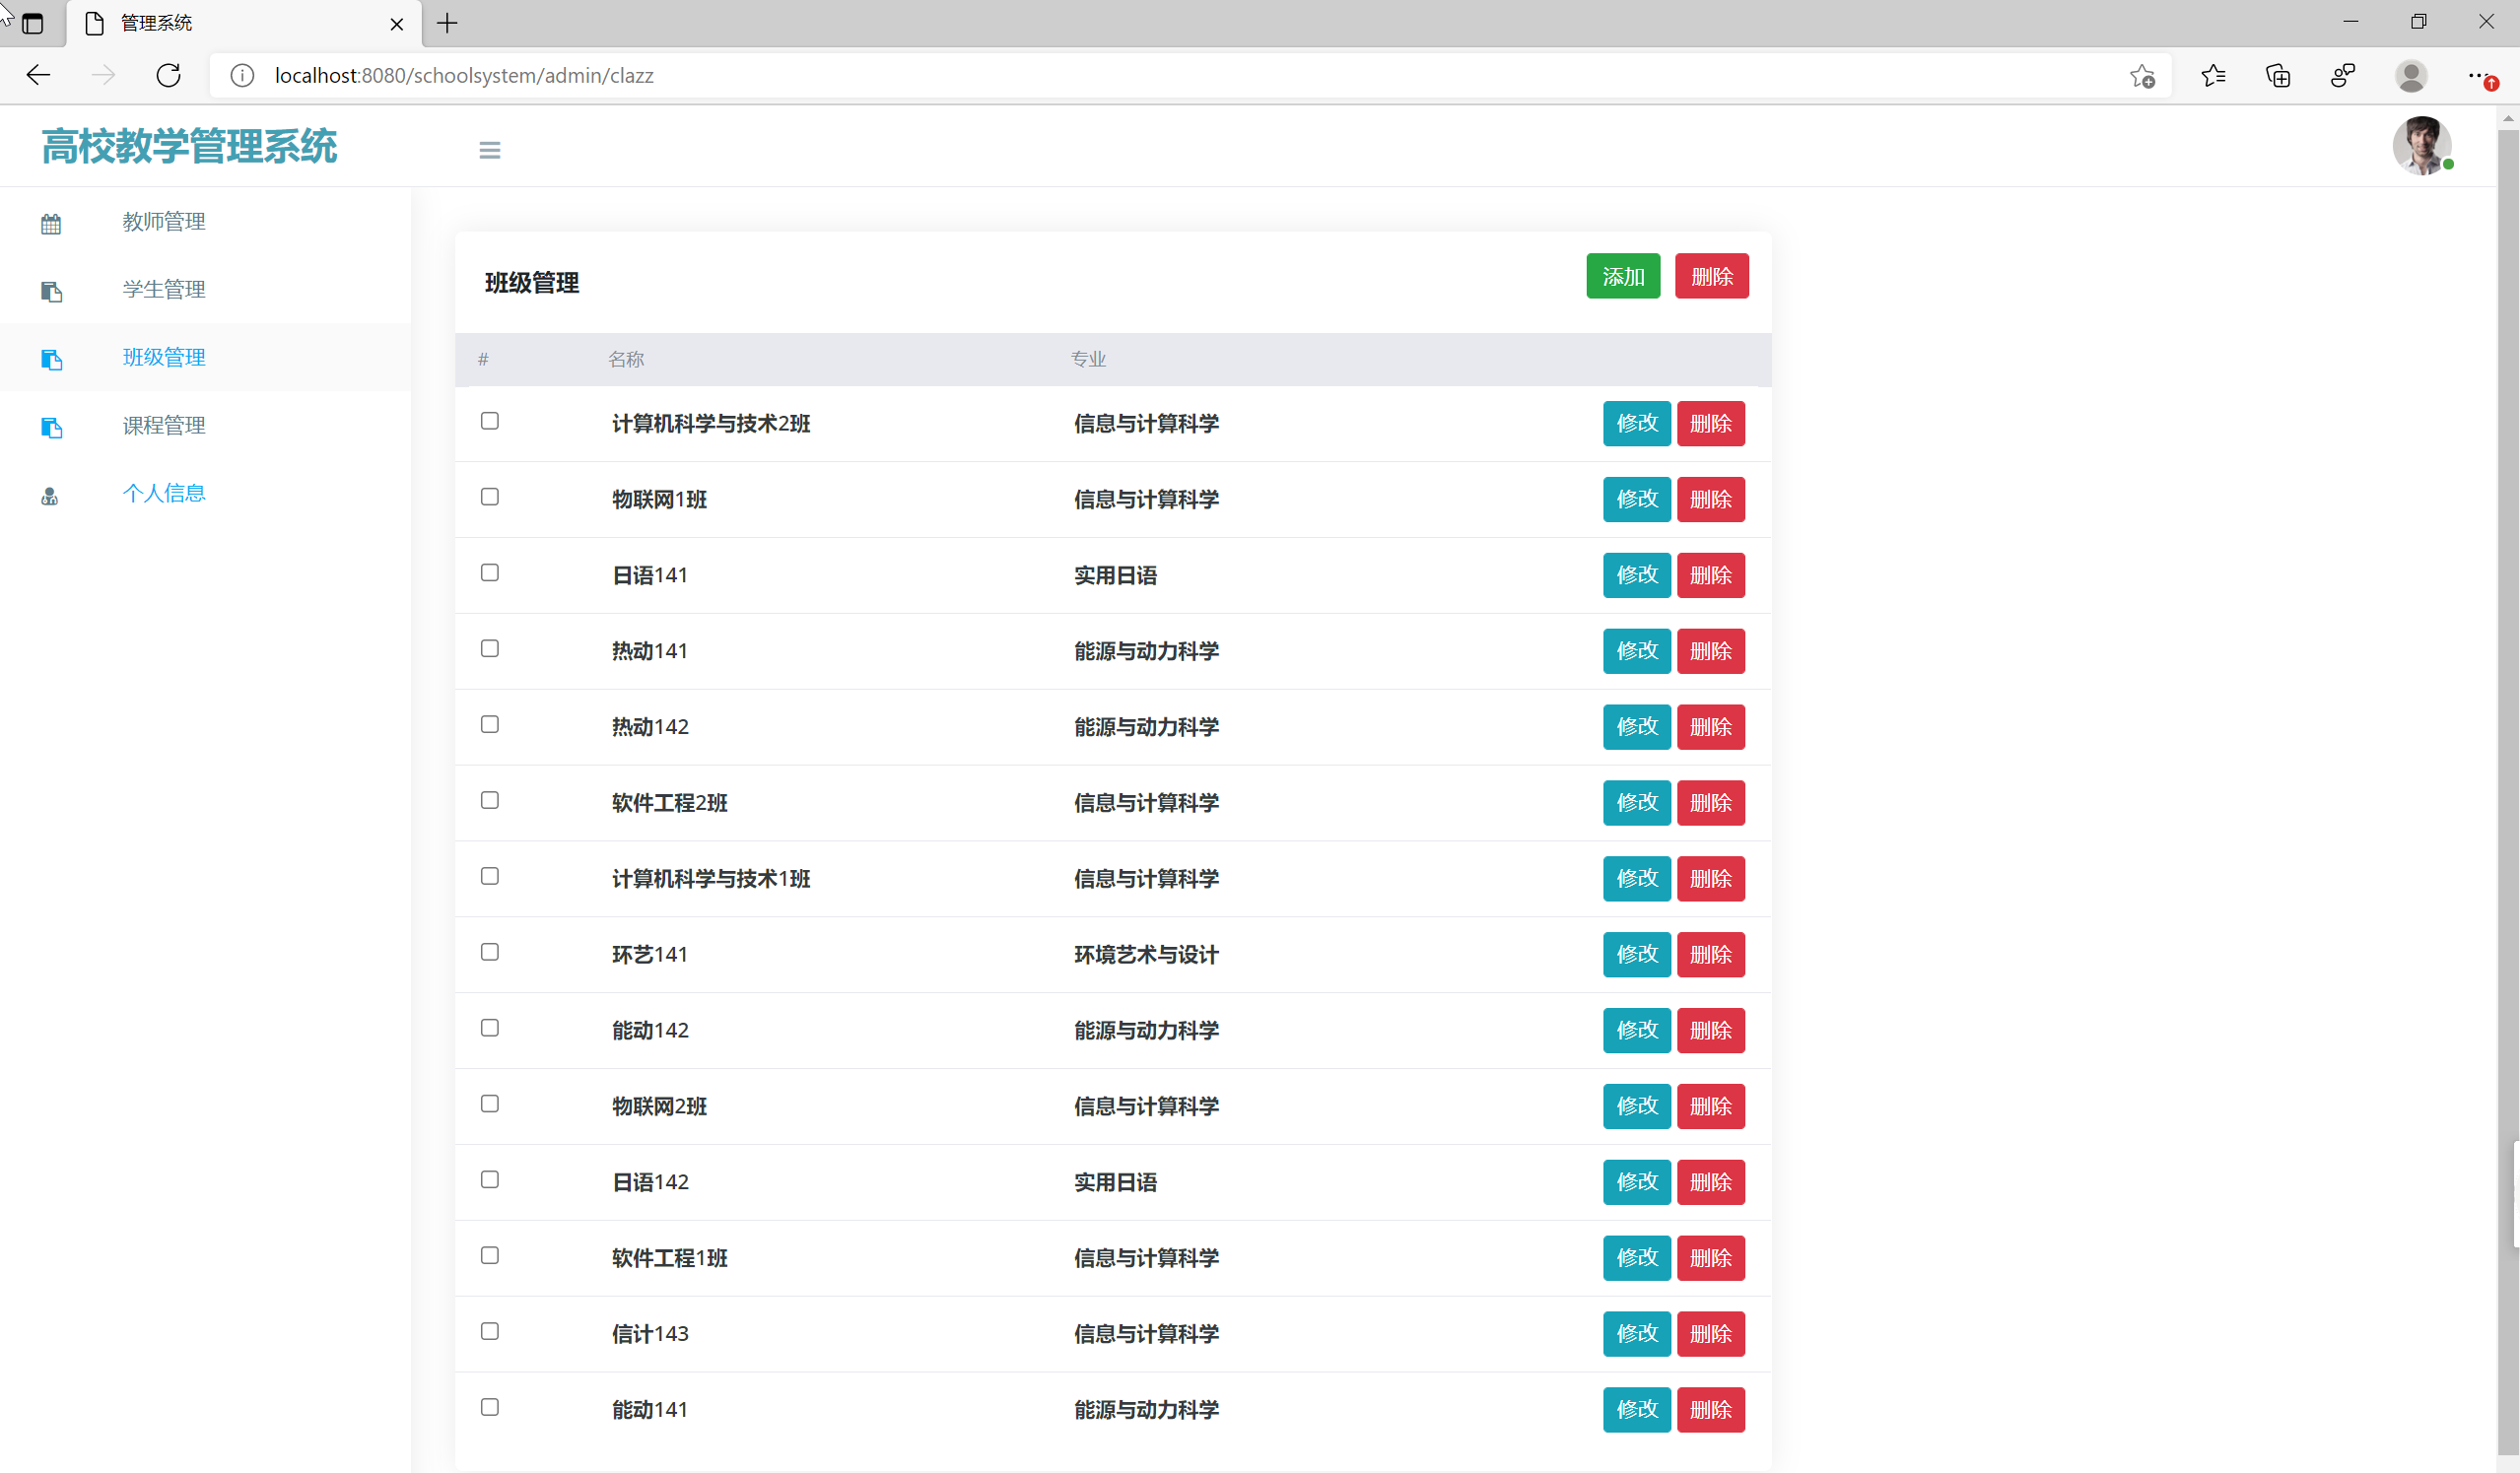 管理系统
localhost:8080/schoolsystem/admin/clazz
高校教学管理系统
教师管理
学生管理
班级管理
课程管理
个人信息
班级管理 添加 删除
# 名称 专业
计算机科学与技术2班 信息与计算科学 修改 删除
物联网1班 信息与计算科学 修改 删除
日语141 实用日语 修改 删除
热动141 能源与动力科学 修改 删除
热动142 能源与动力科学 修改 删除
软件工程2班 信息与计算科学 修改 删除
计算机科学与技术1班 信息与计算科学 修改 删除
环艺141 环境艺术与设计 修改 删除
能动142 能源与动力科学 修改 删除
物联网2班 信息与计算科学 修改 删除
日语142 实用日语 修改 删除
软件工程1班 信息与计算科学 修改 删除
信计143 信息与计算科学 修改 删除
能动141 能源与动力科学 修改 删除